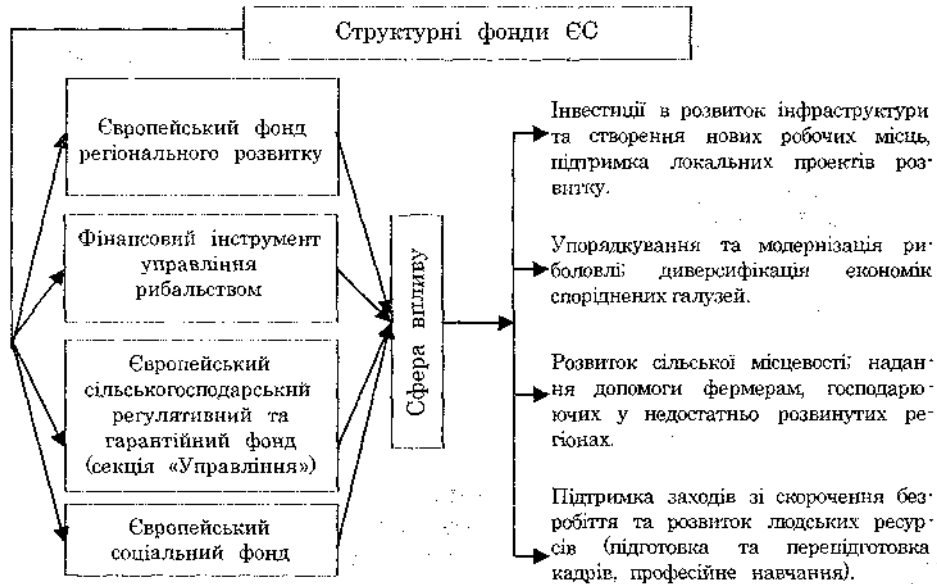 Структурні фонди ЄС
Європейський фонд
регіонального розвитку
Фінансовий інструмент
управління
рибальством
Європейський
сільськогосподарський
регулятивний та
гарантійний фонд
(секція «Управління»)
Європейський
соціальний фонд
Сфера впливу
Інвестиції в розвиток інфраструктури
та створення нових робочих місць,
підтримка локальних проектів роз-
витку.
Упорядкування та модернізація ри-
боловлі; диверсифікація економік
споріднених галузей.
Розвиток сільської місцевості; надан-
ня допомоги фермерам, господарю-
ючих у недостатньо розвинутих ре-
гіонах.
Підтримка заходів зі скорочення без-
робіття та розвиток людських ресур-
сів (підготовка та перепідготовка
кадрів, професійне навчання).